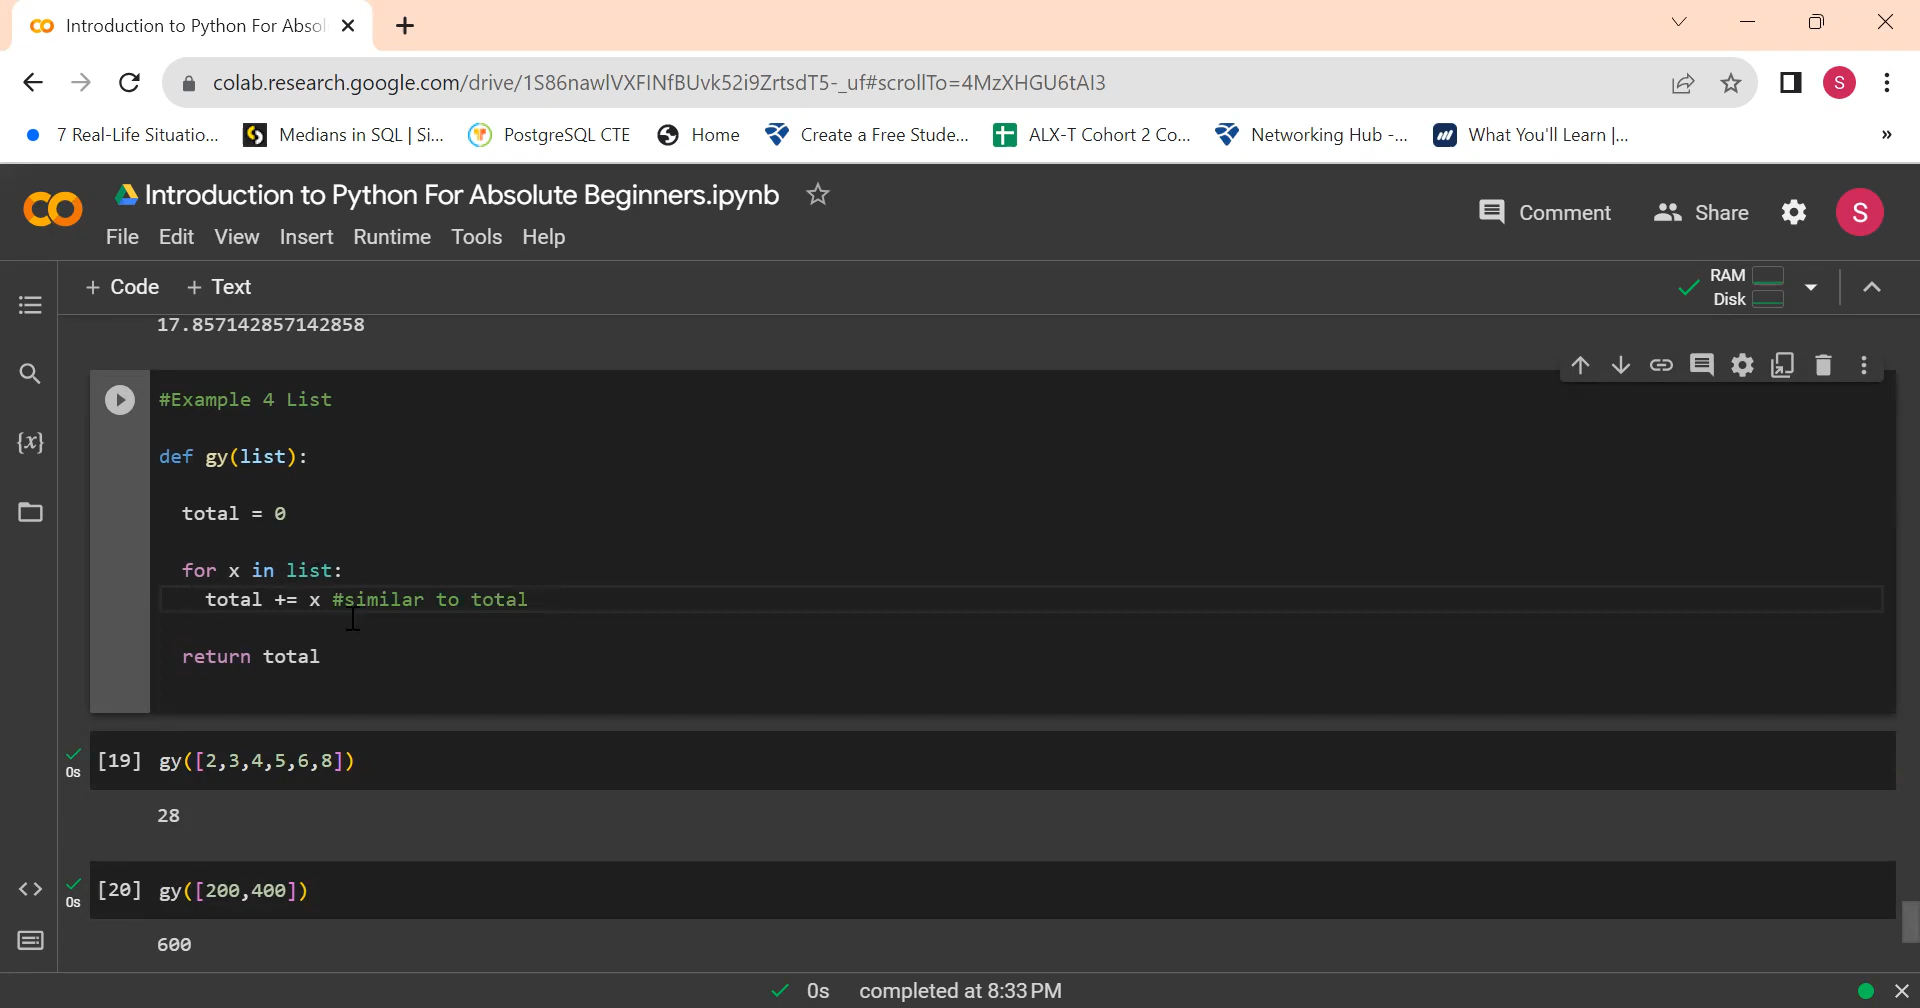 Introduction to Python For Absol
colab.research.google.com/drive/1S86nawlVXFlNfBUvk52i9ZrtsdT5-_uf#scrollTo=4MzXHGU6tAI3
S
7 Real-Life Situatio... Medians in SQL | Si... PostgreSQL CTE Home Create a Free Stude... ALX-T Cohort 2 Co... Networking Hub -... What You'll Learn |... »
Introduction to Python For Absolute Beginners.ipynb
File Edit View Insert Runtime Tools Help
Comment Share S
+ Code + Text
RAM
Disk
17.857142857142858
#Example 4 List
def gy(list):
total = 0
for x in list:
total += x #similar to total
return total
0s [19] gy([2,3,4,5,6,8])
28
0s [20] gy([200,400])
600
0s completed at 8:33 PM